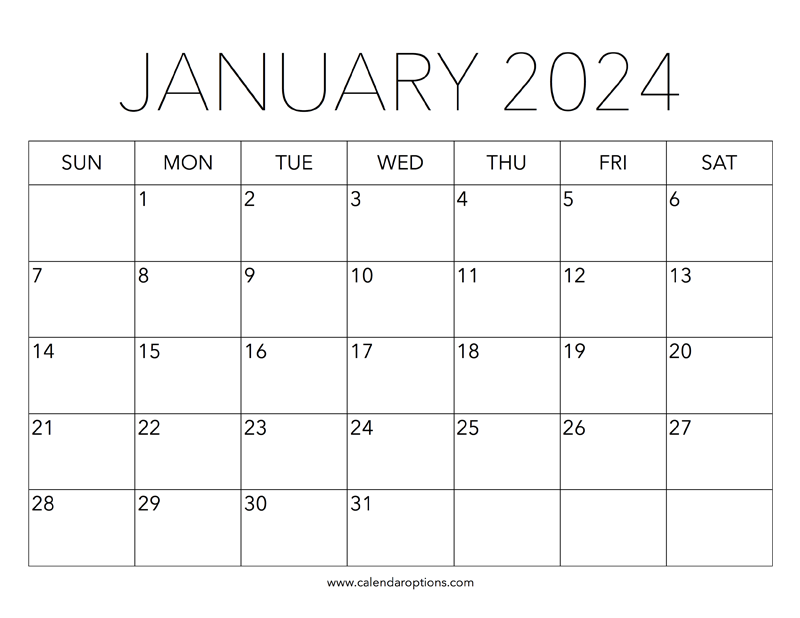 JANUARY 2024
SUN MON TUE WED THU FRI SAT
1 2 3 4 5 6
7 8 9 10 11 12 13
14 15 16 17 18 19 20
21 22 23 24 25 26 27
28 29 30 31
www.calendaroptions.com